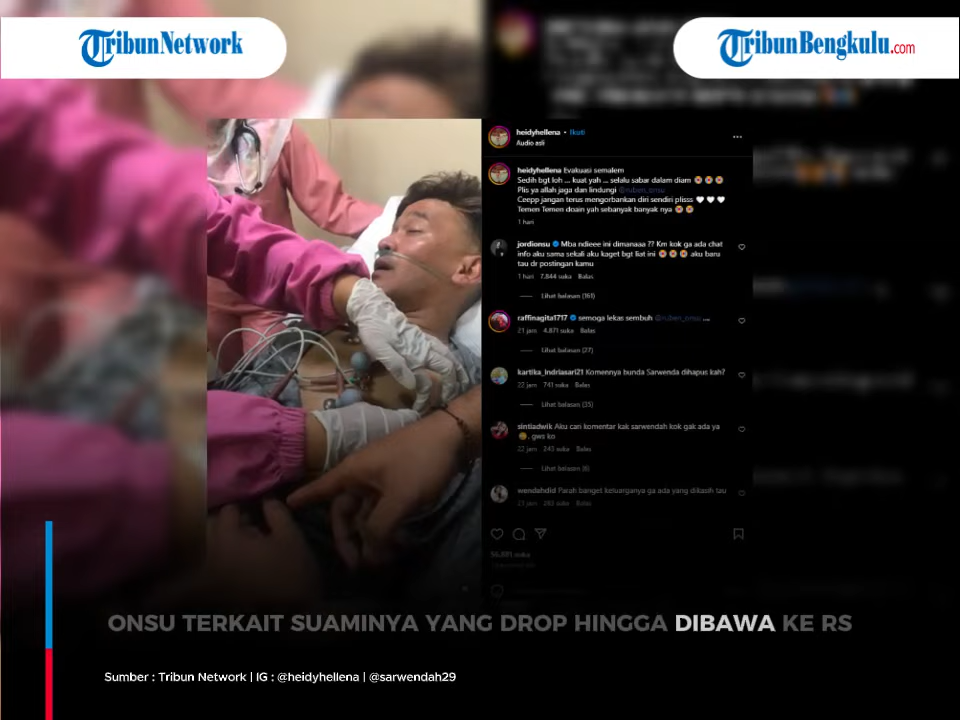 TribunNetwork
TribunBengkulu.com
heidyhellena • Ikuti
Audio asli
heidyhellena Evakuasi semalem
Sedih bgt loh ... kuat yah ... selalu sabar dalam diam
Plis ya allah jaga dan lindungi @ruben_onsu
Ceepp jangan terus mengorbankan diri sendiri plisss
Temen Temen doain yah sebanyak banyak nya
1 hari
jordionsu Mba ndieee ini dimanaaa ?? Km kok ga ada chat
info aku sama sekali aku kaget bgt liat ini aku baru
tau dr postingan kamu
1 hari 7.844 suka Balas
Lihat balasan (161)
raffinagita1717 semoga lekas sembuh @ruben_onsu ,,,,
21 jam 4.871 suka Balas
Lihat balasan (27)
kartika_indriasari21 Komeennya bunda Sarwenda dihapus kah?
22 jam 741 suka Balas
Lihat balasan (35)
sintiadwik Aku cari komentar kak sarwendah kok gak ada ya
, gws ko
22 jam 243 suka Balas
Lihat balasan (6)
wendahdid Parah banget keluarganya ga ada yang dikasih tau
21 jam 293 suka Balas
ONSU TERKAIT SUAMINYA YANG DROP HINGGA DIBAWA KE RS
Sumber : Tribun Network | IG : @heidyhellena | @sarwendah29